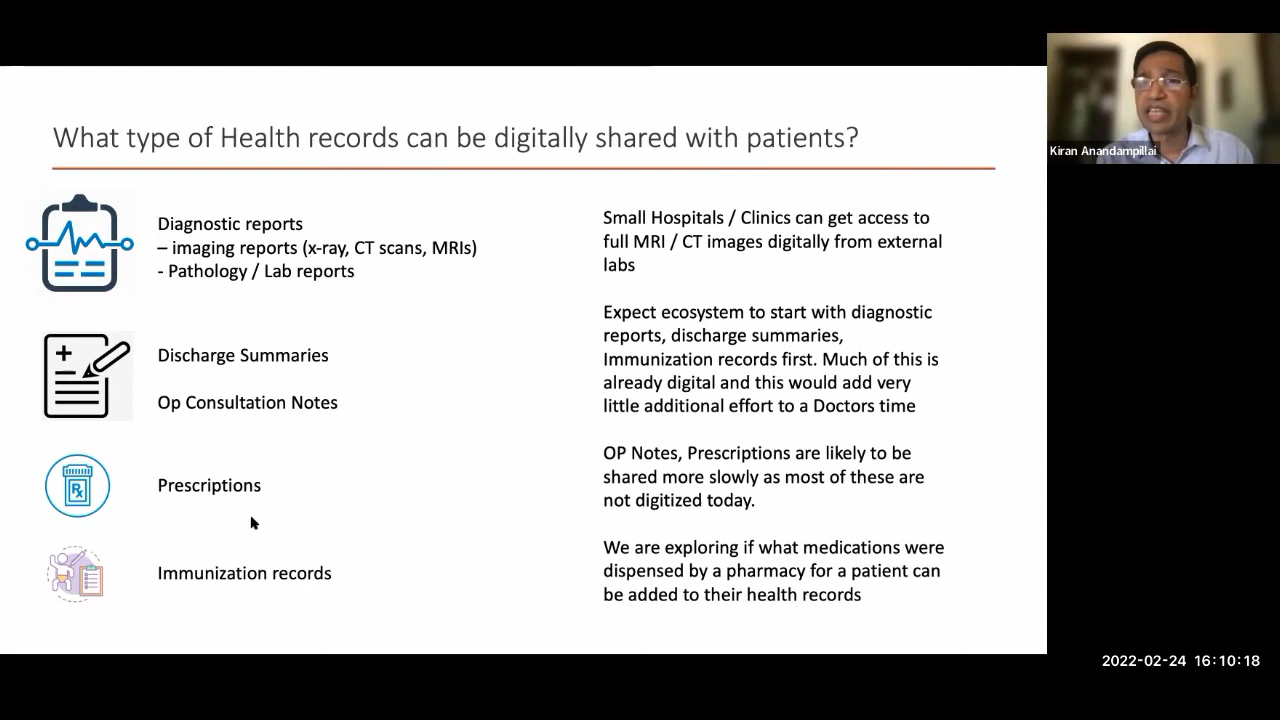 What type of Health records can be digitally shared with patients?
Kiran Anandampillai
Diagnostic reports
– imaging reports (x-ray, CT scans, MRIs)
- Pathology / Lab reports
Discharge Summaries
Op Consultation Notes
Rx
Prescriptions
Immunization records
Small Hospitals / Clinics can get access to
full MRI / CT images digitally from external
labs
Expect ecosystem to start with diagnostic
reports, discharge summaries,
Immunization records first. Much of this is
already digital and this would add very
little additional effort to a Doctors time
OP Notes, Prescriptions are likely to be
shared more slowly as most of these are
not digitized today.
We are exploring if what medications were
dispensed by a pharmacy for a patient can
be added to their health records
2022-02-24 16:10:18